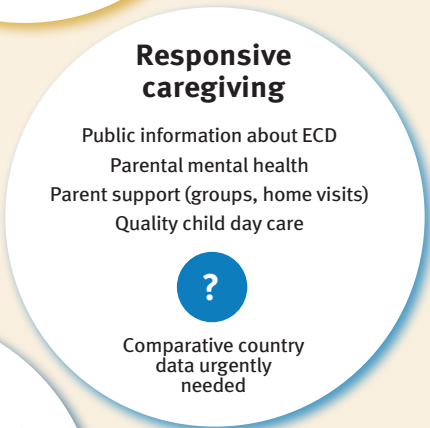 Responsive
caregiving
Public information about ECD
Parental mental health
Parent support (groups, home visits)
Quality child day care
?
Comparative country
data urgently
needed